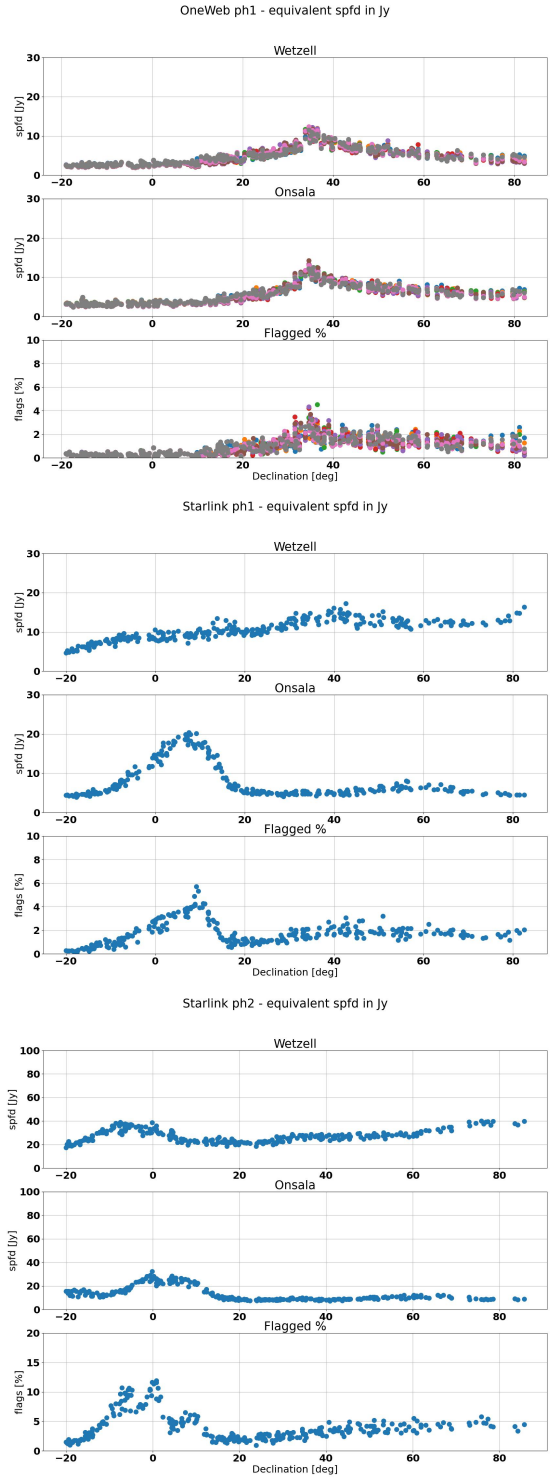 OneWeb ph1 - equivalent spfd in Jy
Wetzell
spfd [Jy]
30
20
10
0
−20 0 20 40 60 80
Onsala
spfd [Jy]
30
20
10
0
−20 0 20 40 60 80
Flagged %
flags [%]
10
8
6
4
2
0
−20 0 20 40 60 80
Declination [deg]
Starlink ph1 - equivalent spfd in Jy
Wetzell
spfd [Jy]
30
20
10
0
−20 0 20 40 60 80
Onsala
spfd [Jy]
30
20
10
0
−20 0 20 40 60 80
Flagged %
flags [%]
10
8
6
4
2
0
−20 0 20 40 60 80
Declination [deg]
Starlink ph2 - equivalent spfd in Jy
Wetzell
spfd [Jy]
100
80
60
40
20
0
−20 0 20 40 60 80
Onsala
spfd [Jy]
100
80
60
40
20
0
−20 0 20 40 60 80
Flagged %
flags [%]
20
15
10
5
0
−20 0 20 40 60 80
Declination [deg]